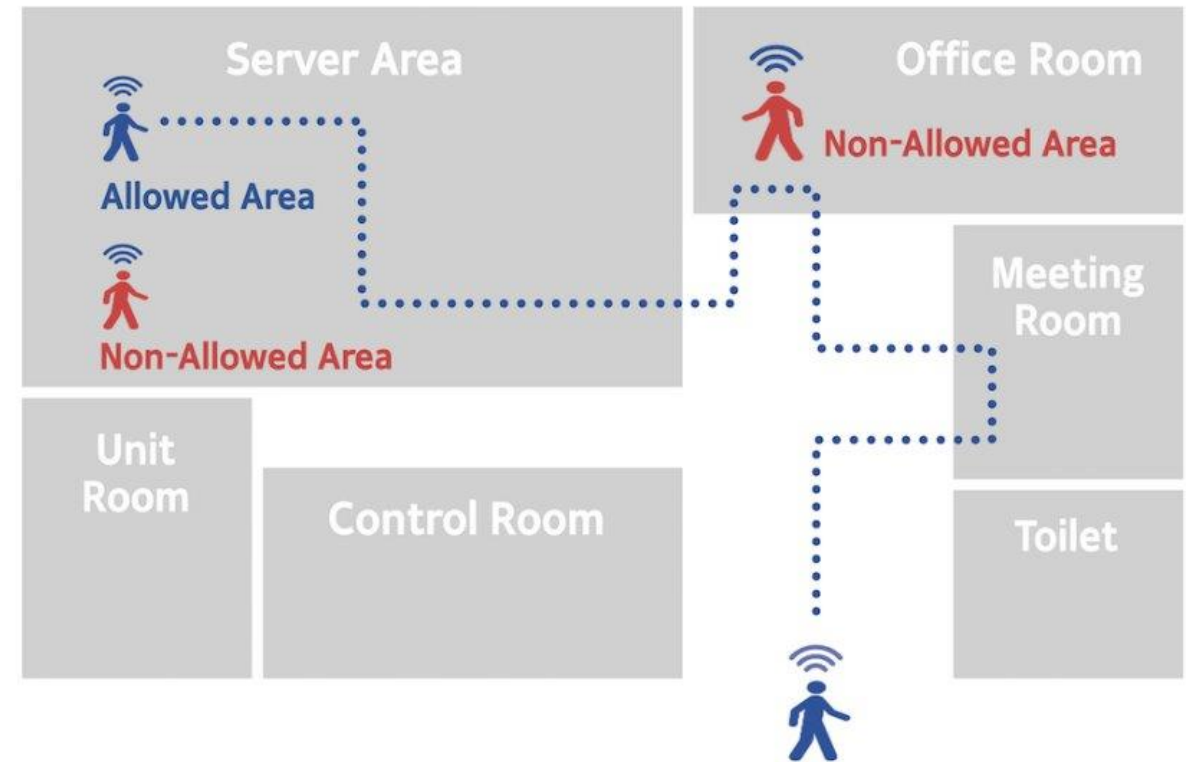 Server Area
Office Room
Non-Allowed Area
Allowed Area
Non-Allowed Area
Meeting
Room
Unit
Room
Control Room
Toilet